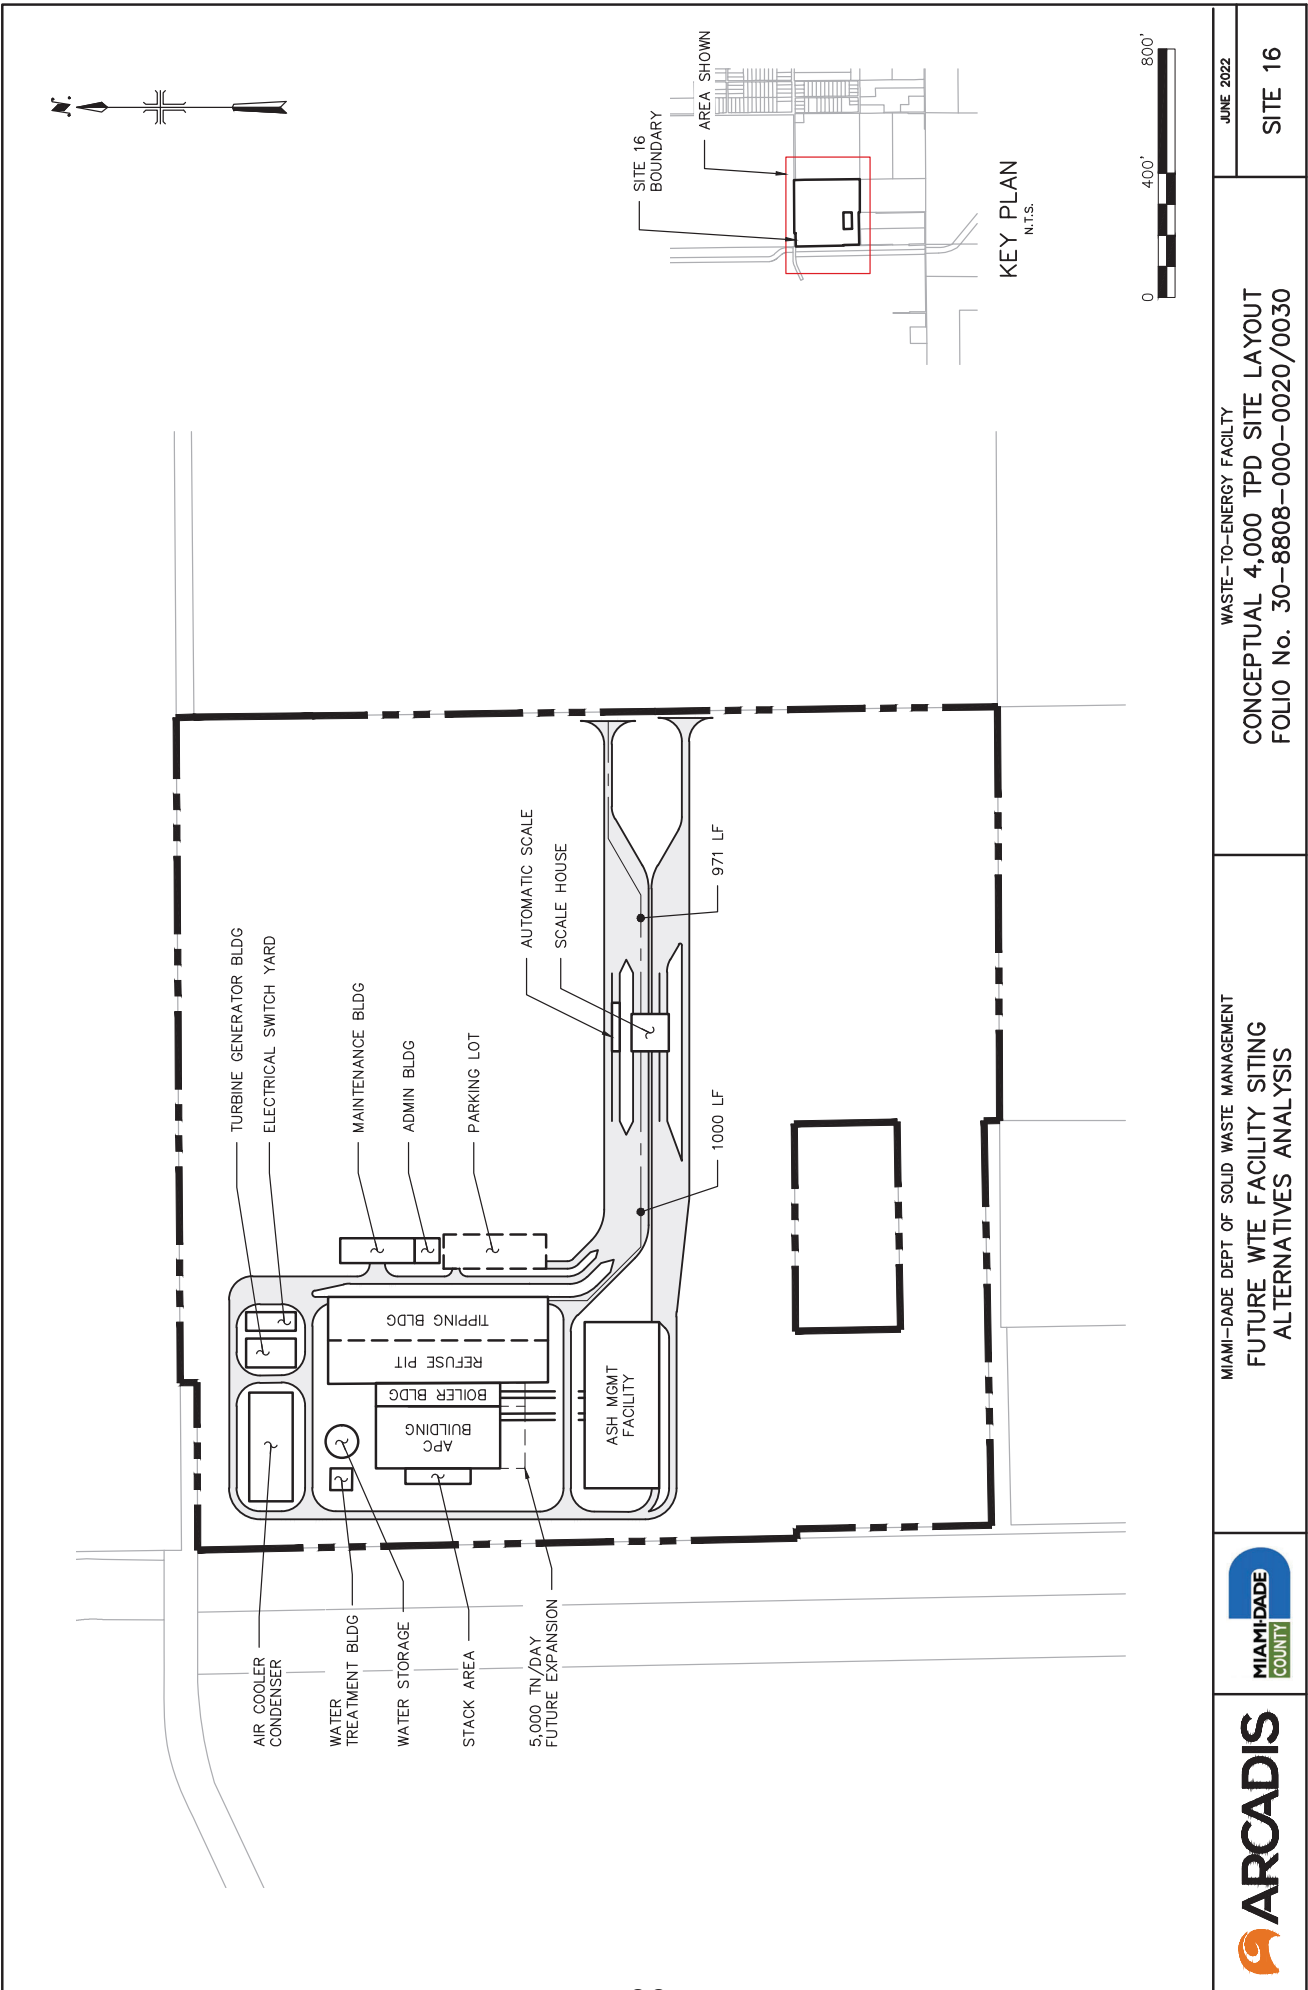 N.
SITE 16
BOUNDARY
AREA SHOWN
KEY PLAN
N.T.S.
0
400'
800'
TURBINE GENERATOR BLDG
ELECTRICAL SWITCH YARD
MAINTENANCE BLDG
ADMIN BLDG
PARKING LOT
AUTOMATIC SCALE
SCALE HOUSE
971 LF
1000 LF
TIPPING BLDG
REFUSE PIT
BOILER BLDG
APC
BUILDING
ASH MGMT
FACILITY
AIR COOLER
CONDENSER
WATER
TREATMENT BLDG
WATER STORAGE
STACK AREA
5,000 TN/DAY
FUTURE EXPANSION
ARCADIS
MIAMI-DADE
COUNTY
MIAMI-DADE DEPT OF SOLID WASTE MANAGEMENT
FUTURE WTE FACILITY SITING
ALTERNATIVES ANALYSIS
WASTE-TO-ENERGY FACILTY
CONCEPTUAL 4,000 TPD SITE LAYOUT
FOLIO No. 30-8808-000-0020/0030
JUNE 2022
SITE 16